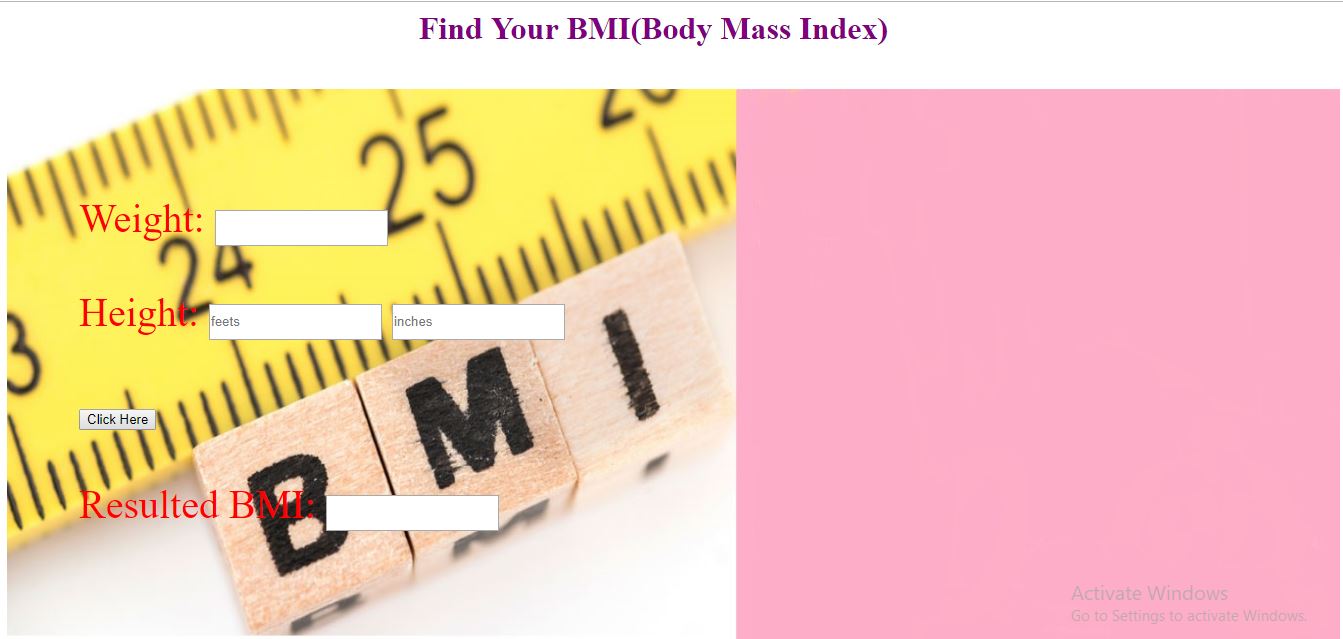 Find Your BMI(Body Mass Index)
25
Weight:
24
Height: feets inches
3
I
M
Click Here
B
Resulted BMI:
Activate Windows
Go to Settings to activate Windows.